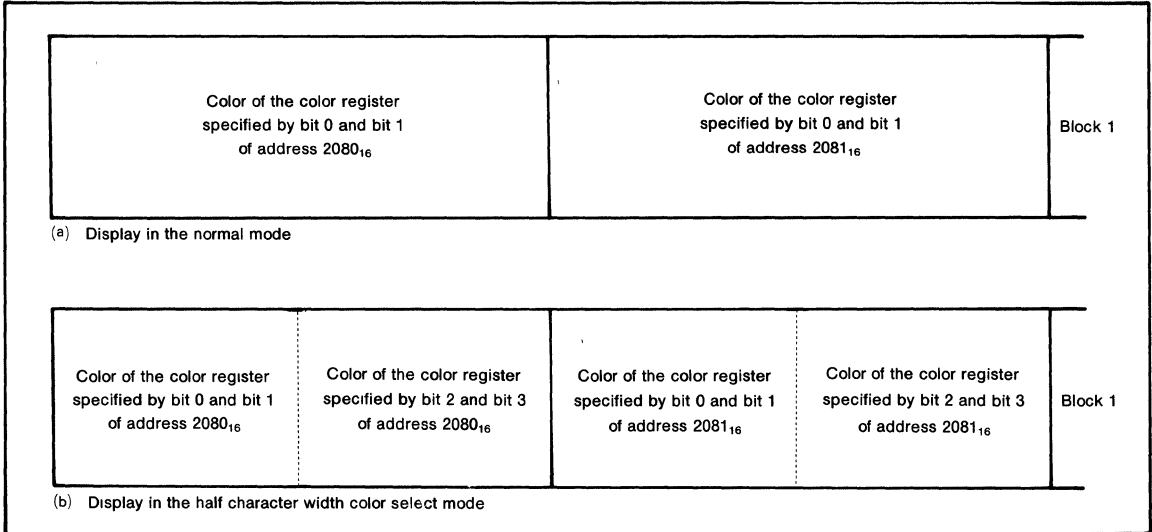 Color of the color register
specified by bit 0 and bit 1
of address 2080₁₆
Color of the color register
specified by bit 0 and bit 1
of address 2081₁₆
Block 1
(a) Display in the normal mode
Color of the color register
specified by bit 0 and bit 1
of address 2080₁₆
Color of the color register
specified by bit 2 and bit 3
of address 2080₁₆
Color of the color register
specified by bit 0 and bit 1
of address 2081₁₆
Color of the color register
specified by bit 2 and bit 3
of address 2081₁₆
Block 1
(b) Display in the half character width color select mode